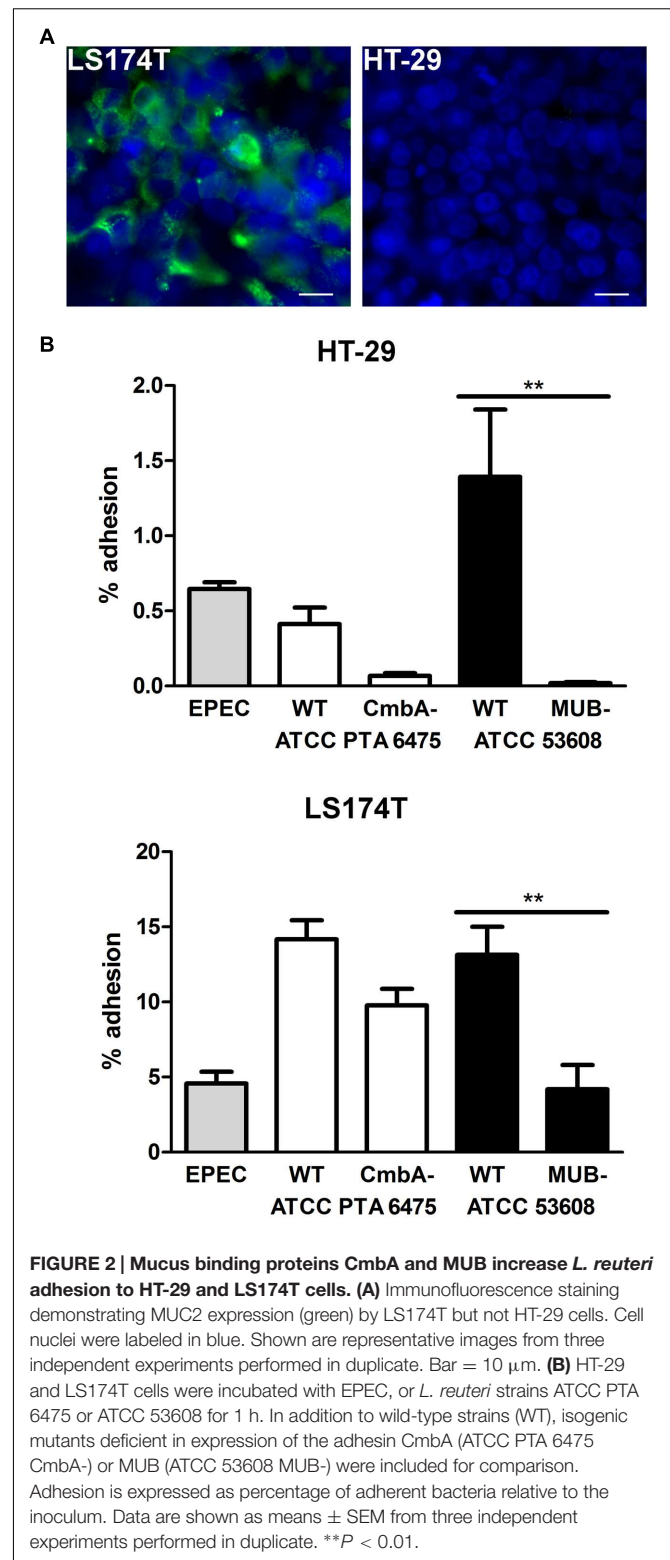 A
LS174T
HT-29
B
HT-29
% adhesion
2.0
1.5
1.0
0.5
0.0
**
EPEC WT CmbA- WT MUB-
ATCC PTA 6475 ATCC 53608
LS174T
% adhesion
20
15
10
5
0
**
EPEC WT CmbA- WT MUB-
ATCC PTA 6475 ATCC 53608
FIGURE 2 | Mucus binding proteins CmbA and MUB increase L. reuteri
adhesion to HT-29 and LS174T cells. (A) Immunofluorescence staining
demonstrating MUC2 expression (green) by LS174T but not HT-29 cells. Cell
nuclei were labeled in blue. Shown are representative images from three
independent experiments performed in duplicate. Bar = 10 μm. (B) HT-29
and LS174T cells were incubated with EPEC, or L. reuteri strains ATCC PTA
6475 or ATCC 53608 for 1 h. In addition to wild-type strains (WT), isogenic
mutants deficient in expression of the adhesin CmbA (ATCC PTA 6475
CmbA-) or MUB (ATCC 53608 MUB-) were included for comparison.
Adhesion is expressed as percentage of adherent bacteria relative to the
inoculum. Data are shown as means ± SEM from three independent
experiments performed in duplicate. **P < 0.01.